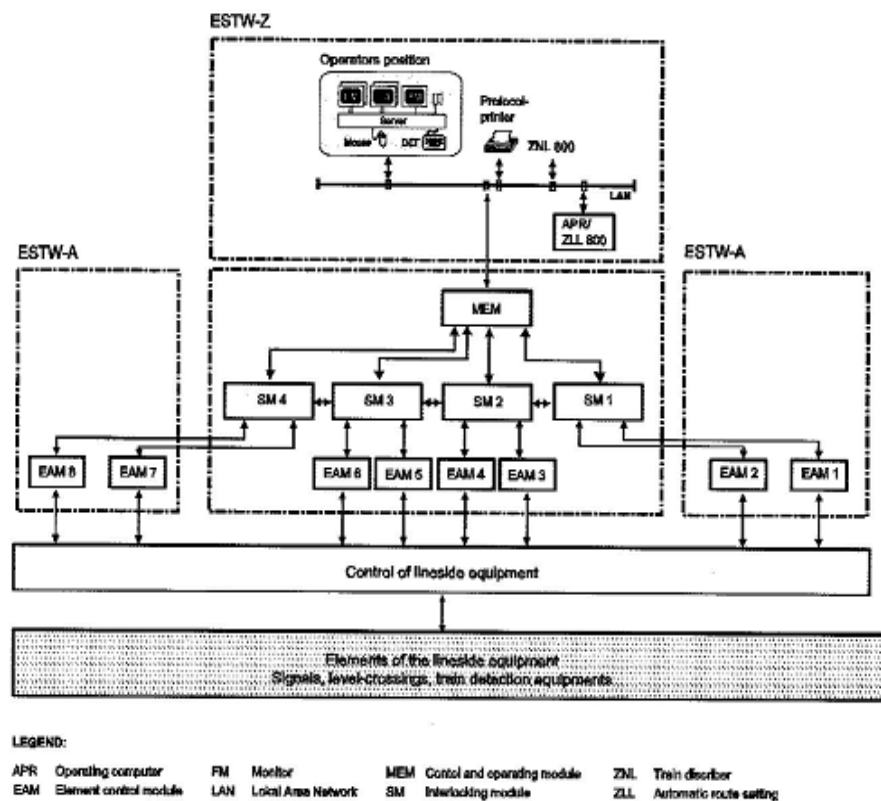 ESTW-Z
Operators position
Server
Mouse
Protocol-
printer
ZNL 800
LAN
APR/
ZLL 800
ESTW-A
ESTW-A
MEM
SM 4
SM 3
SM 2
SM 1
EAM 8
EAM 7
EAM 6
EAM 5
EAM 4
EAM 3
EAM 2
EAM 1
Control of lineside equipment
Elements of the lineside equipment
Signals, level-crossings, train detection equipments
LEGEND:
APR Operating computer FM Monitor MEM Contol and operating module ZNL Train discriber
EAM Element control module LAN Lokal Area Network SM Interlocking module ZLL Automatic route setting